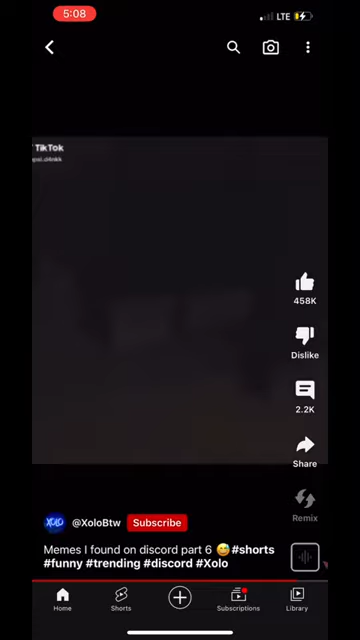 5:08
LTE
TikTok
458K
Dislike
2.2K
Share
XOLO
@XoloBtw
Subscribe
Remix
Memes I found on discord part 6 😅#shorts
#funny #trending #discord #Xolo
Home
Shorts
Subscriptions
Library